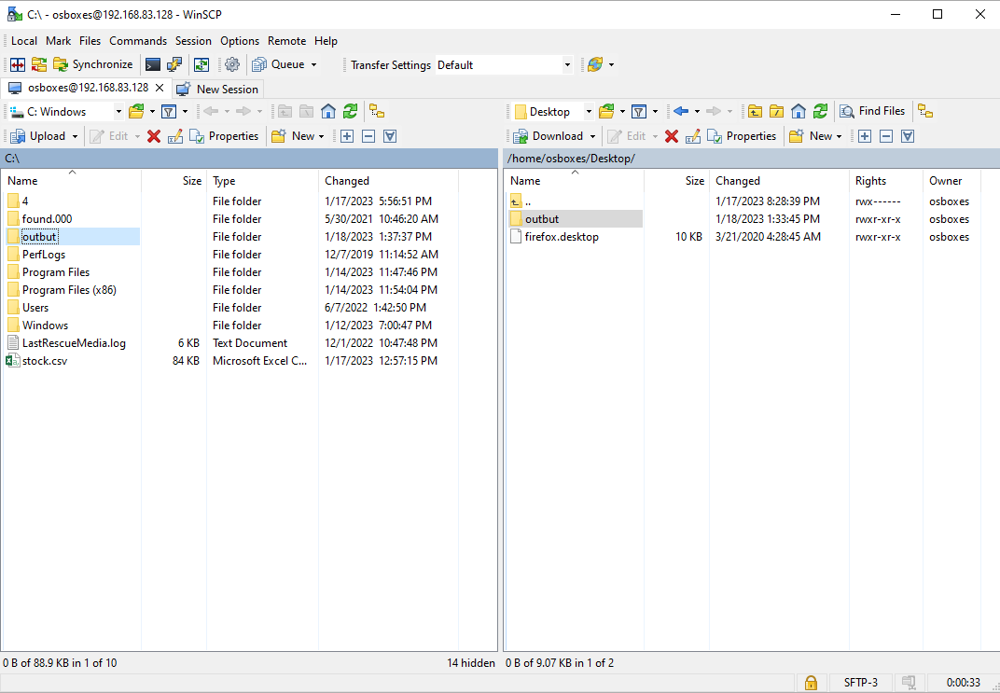 C:\ - osboxes@192.168.83.128 - WinSCP
Local Mark Files Commands Session Options Remote Help
Synchronize Queue Transfer Settings Default
osboxes@192.168.83.128 New Session
C: Windows Desktop Find Files
Upload Edit Properties New Download Edit Properties New
C:\ /home/osboxes/Desktop/
Name Size Type Changed Name Size Changed Rights Owner
4 File folder 1/17/2023 5:56:51 PM .. 1/17/2023 8:28:39 PM rwx------ osboxes
found.000 File folder 5/30/2021 10:46:20 AM outbut 1/18/2023 1:33:45 PM rwxr-xr-x osboxes
outbut File folder 1/18/2023 1:37:37 PM firefox.desktop 10 KB 3/21/2020 4:28:45 AM rwxr-xr-x osboxes
PerfLogs File folder 12/7/2019 11:14:52 AM
Program Files File folder 1/14/2023 11:47:46 PM
Program Files (x86) File folder 1/14/2023 11:54:04 PM
Users File folder 6/7/2022 1:42:50 PM
Windows File folder 1/12/2023 7:00:47 PM
LastRescueMedia.log 6 KB Text Document 12/1/2022 10:47:48 PM
stock.csv 84 KB Microsoft Excel C... 1/17/2023 12:57:15 PM
0 B of 88.9 KB in 1 of 10 14 hidden 0 B of 9.07 KB in 1 of 2
SFTP-3 0:00:33